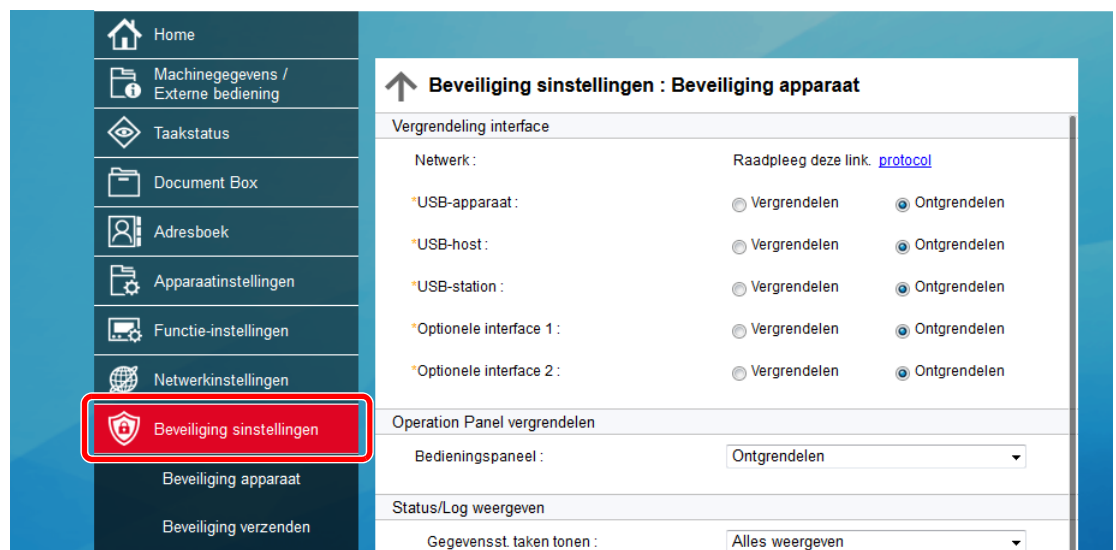 Home
Machinegegevens /
Externe bediening
Taakstatus
Document Box
Adresboek
Apparaatinstellingen
Functie-instellingen
Netwerkinstellingen
Beveiliging sinstellingen
Beveiliging apparaat
Beveiliging verzenden
Beveiliging sinstellingen : Beveiliging apparaat
Vergrendeling interface
Netwerk : Raadpleeg deze link. protocol
*USB-apparaat : Vergrendelen Ontgrendelen
*USB-host : Vergrendelen Ontgrendelen
*USB-station : Vergrendelen Ontgrendelen
*Optionele interface 1 : Vergrendelen Ontgrendelen
*Optionele interface 2 : Vergrendelen Ontgrendelen
Operation Panel vergrendelen
Bedieningspaneel : Ontgrendelen
Status/Log weergeven
Gegevensst. taken tonen : Alles weergeven